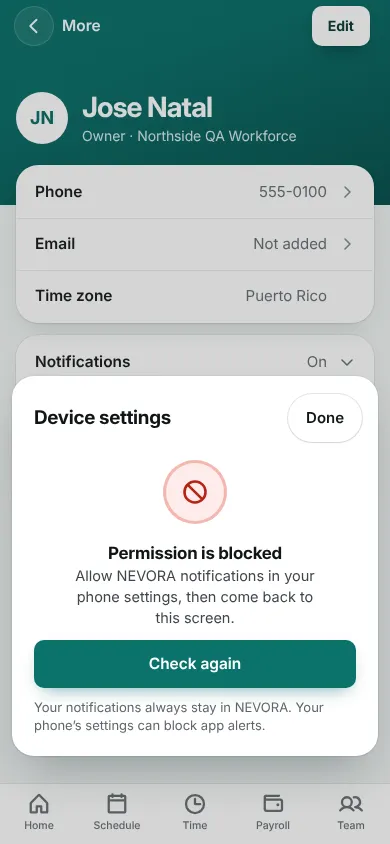 More
Edit
JN
Jose Natal
Owner · Northside QA Workforce
Phone 555-0100
Email Not added
Time zone Puerto Rico
Notifications On
Device settings
Done
Permission is blocked
Allow NEVORA notifications in your
phone settings, then come back to
this screen.
Check again
Your notifications always stay in NEVORA. Your
phone’s settings can block app alerts.
Home Schedule Time Payroll Team